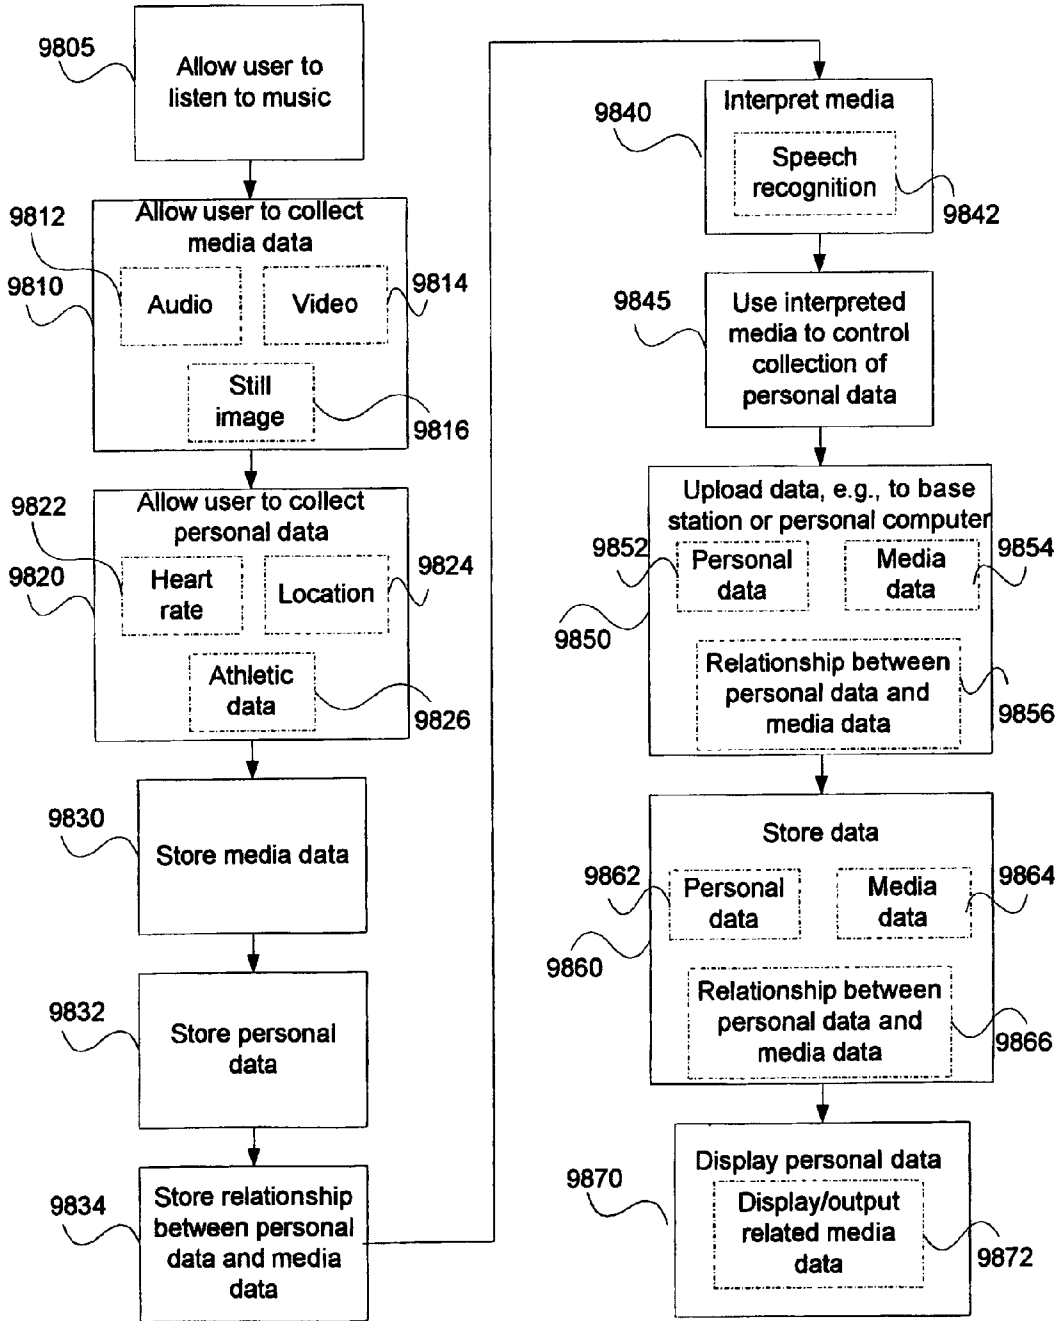 9805
Allow user to
listen to music
9812
9810
Allow user to collect
media data
Audio
Video
9814
Still
image
9816
9822
9820
Allow user to collect
personal data
Heart
rate
Location
9824
Athletic
data
9826
9830
Store media data
9832
Store personal
data
9834
Store relationship
between personal
data and media
data
9840
Interpret media
Speech
recognition
9842
9845
Use interpreted
media to control
collection of
personal data
Upload data, e.g., to base
station or personal computer
9852
9850
Personal
data
Media
data
9854
Relationship between
personal data and
media data
9856
Store data
9862
9860
Personal
data
Media
data
9864
Relationship between
personal data and
media data
9866
9870
Display personal data
Display/output
related media
data
9872